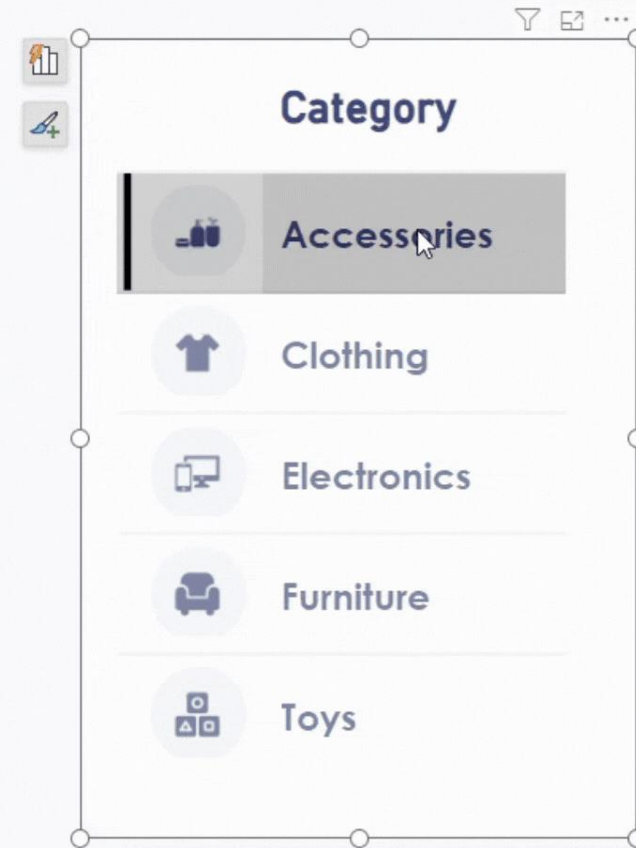 Category
Accessories
Clothing
Electronics
Furniture
Toys